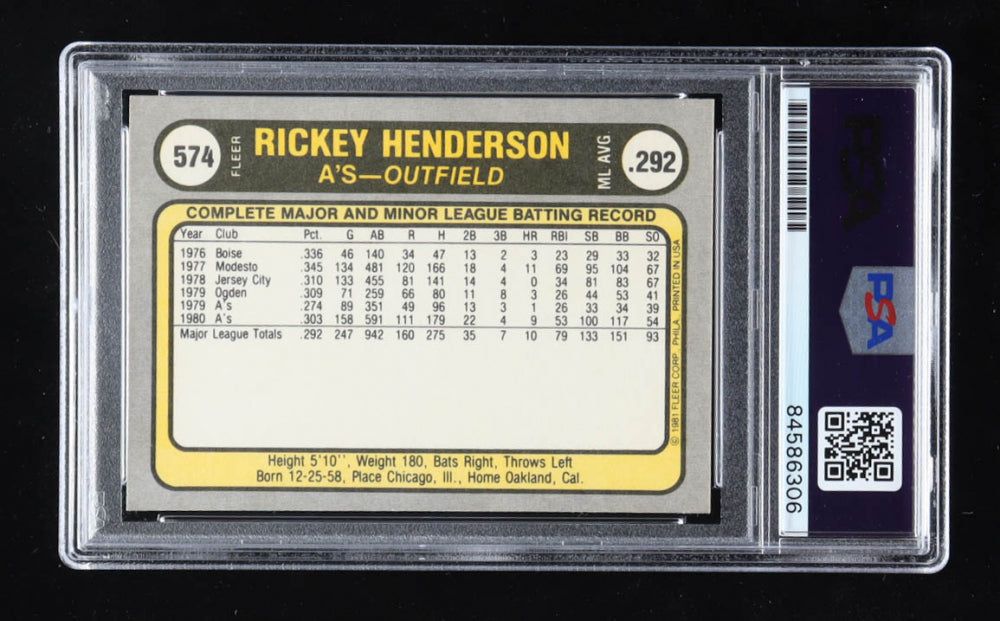 574 FLEER RICKEY HENDERSON ML AVG .292
A'S—OUTFIELD
COMPLETE MAJOR AND MINOR LEAGUE BATTING RECORD
Year Club Pct. G AB R H 2B 3B HR RBI SB BB SO
1976 Boise .336 46 140 34 47 13 2 3 23 29 33 32
1977 Modesto .345 134 481 120 166 18 4 11 69 95 104 67
1978 Jersey City .310 133 455 81 141 14 4 0 34 81 83 67
1979 Ogden .309 71 259 66 80 11 8 3 26 44 53 41
1979 A's .274 89 351 49 96 13 3 1 26 33 34 39
1980 A's .303 158 591 111 179 22 4 9 53 100 117 54
Major League Totals .292 247 942 160 275 35 7 10 79 133 151 93
© 1981 FLEER CORP. PHILA. PRINTED IN USA
Height 5'10'', Weight 180, Bats Right, Throws Left
Born 12-25-58, Place Chicago, Ill., Home Oakland, Cal.
PSA
PSA
84586306